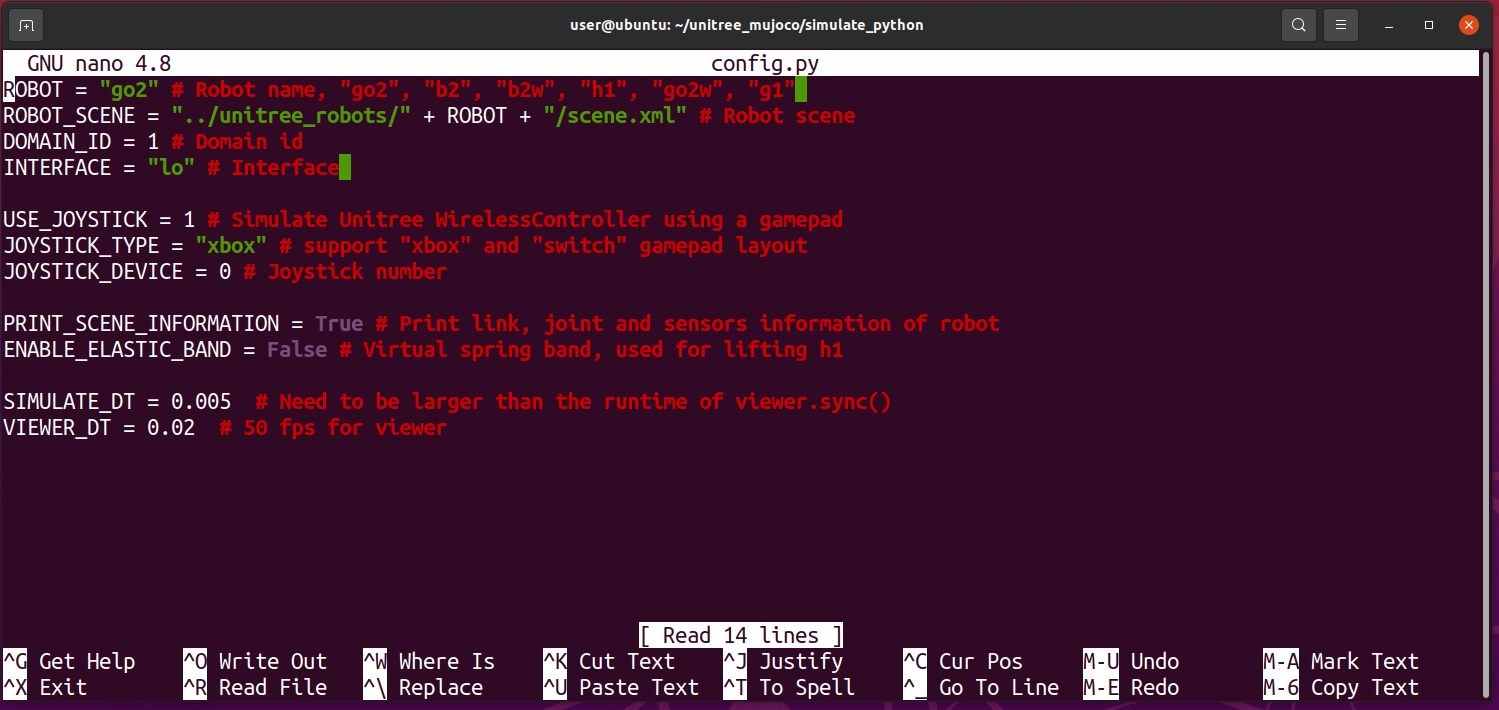 user@ubuntu: ~/unitree_mujoco/simulate_python
GNU nano 4.8 config.py
ROBOT = "go2" # Robot name, "go2", "b2", "b2w", "h1", "go2w", "g1"
ROBOT_SCENE = "../unitree_robots/" + ROBOT + "/scene.xml" # Robot scene
DOMAIN_ID = 1 # Domain id
INTERFACE = "lo" # Interface
USE_JOYSTICK = 1 # Simulate Unitree WirelessController using a gamepad
JOYSTICK_TYPE = "xbox" # support "xbox" and "switch" gamepad layout
JOYSTICK_DEVICE = 0 # Joystick number
PRINT_SCENE_INFORMATION = True # Print link, joint and sensors information of robot
ENABLE_ELASTIC_BAND = False # Virtual spring band, used for lifting h1
SIMULATE_DT = 0.005  # Need to be larger than the runtime of viewer.sync()
VIEWER_DT = 0.02  # 50 fps for viewer
[ Read 14 lines ]
^G Get Help ^O Write Out ^W Where Is ^K Cut Text ^J Justify ^C Cur Pos M-U Undo M-A Mark Text
^X Exit ^R Read File ^\ Replace ^U Paste Text ^T To Spell ^_ Go To Line M-E Redo M-6 Copy Text